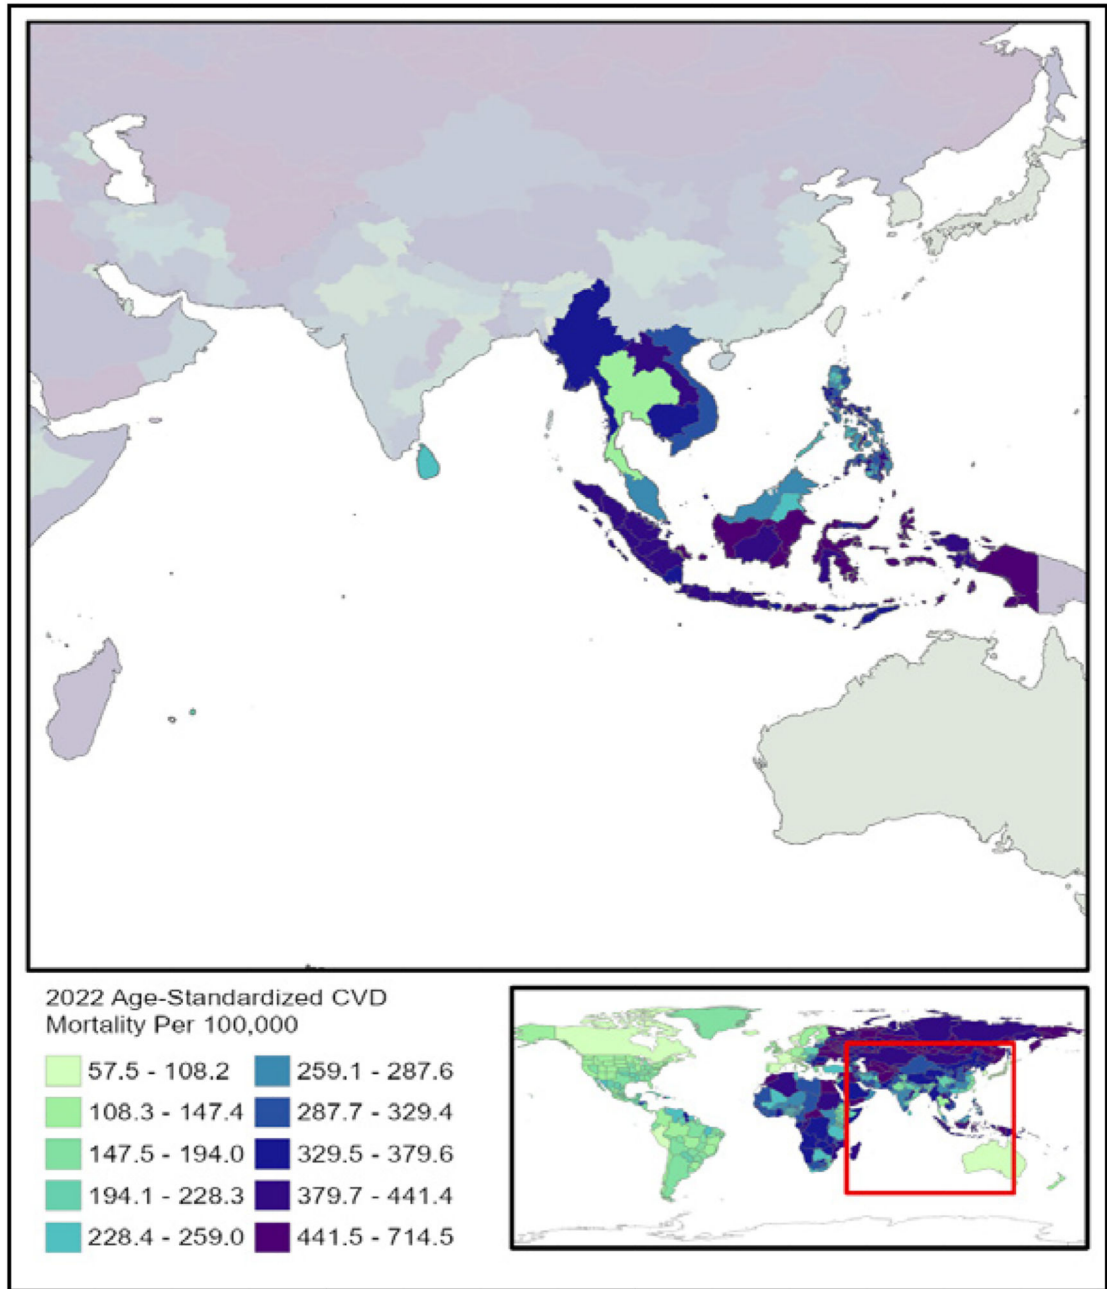 2022 Age-Standardized CVD
Mortality Per 100,000
57.5 - 108.2
108.3 - 147.4
147.5 - 194.0
194.1 - 228.3
228.4 - 259.0
259.1 - 287.6
287.7 - 329.4
329.5 - 379.6
379.7 - 441.4
441.5 - 714.5